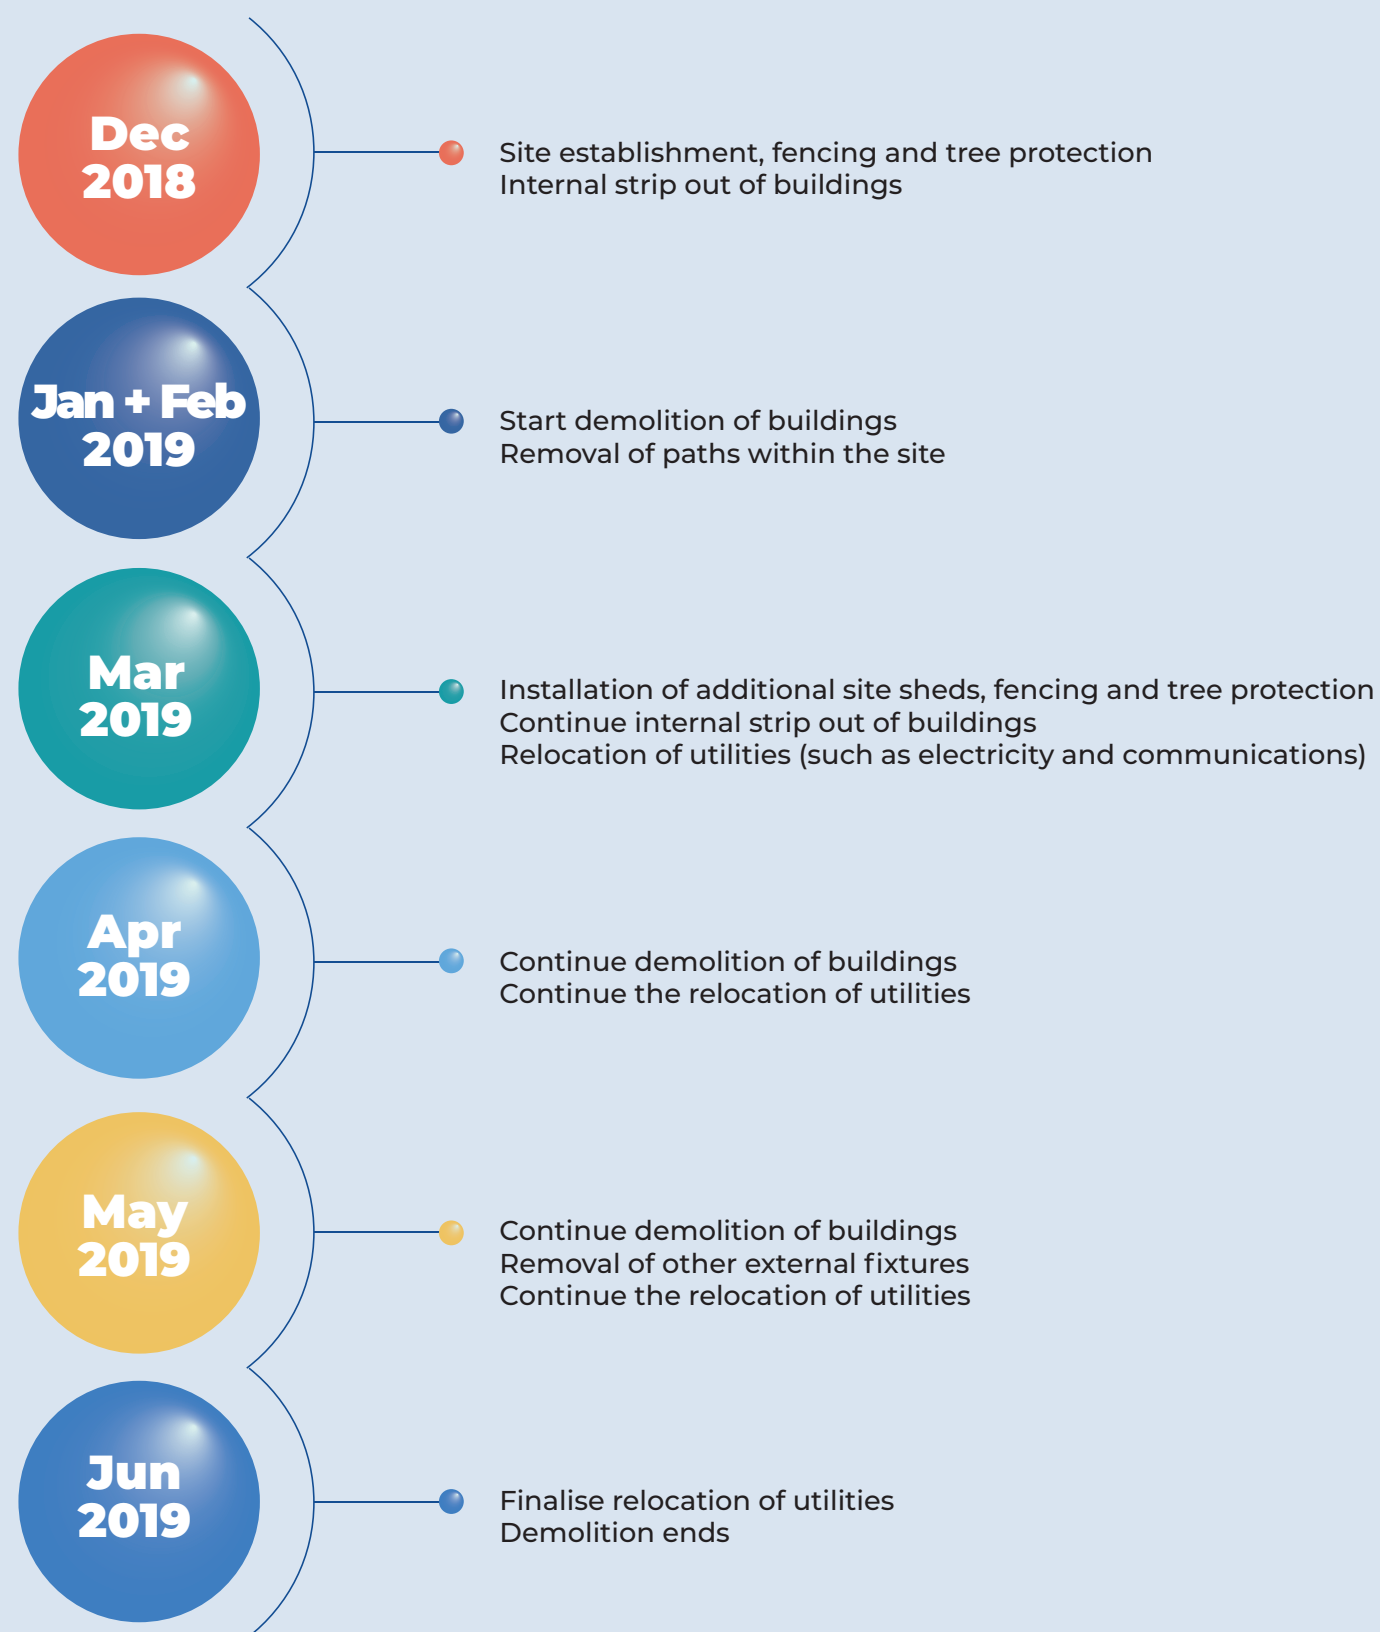 Dec
2018
Site establishment, fencing and tree protection
Internal strip out of buildings
Jan + Feb
2019
Start demolition of buildings
Removal of paths within the site
Mar
2019
Installation of additional site sheds, fencing and tree protection
Continue internal strip out of buildings
Relocation of utilities (such as electricity and communications)
Apr
2019
Continue demolition of buildings
Continue the relocation of utilities
May
2019
Continue demolition of buildings
Removal of other external fixtures
Continue the relocation of utilities
Jun
2019
Finalise relocation of utilities
Demolition ends